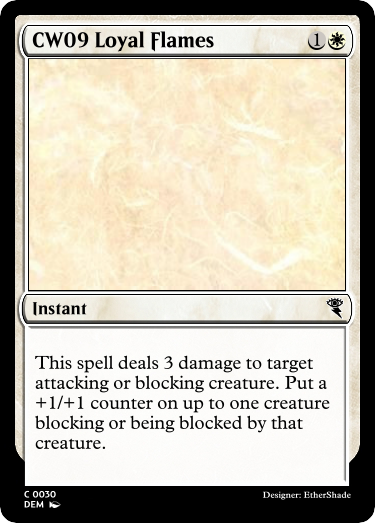 CW09 Loyal Flames
1
Instant
This spell deals 3 damage to target
attacking or blocking creature. Put a
+1/+1 counter on up to one creature
blocking or being blocked by that
creature.
C 0030
DEM
Designer: EtherShade